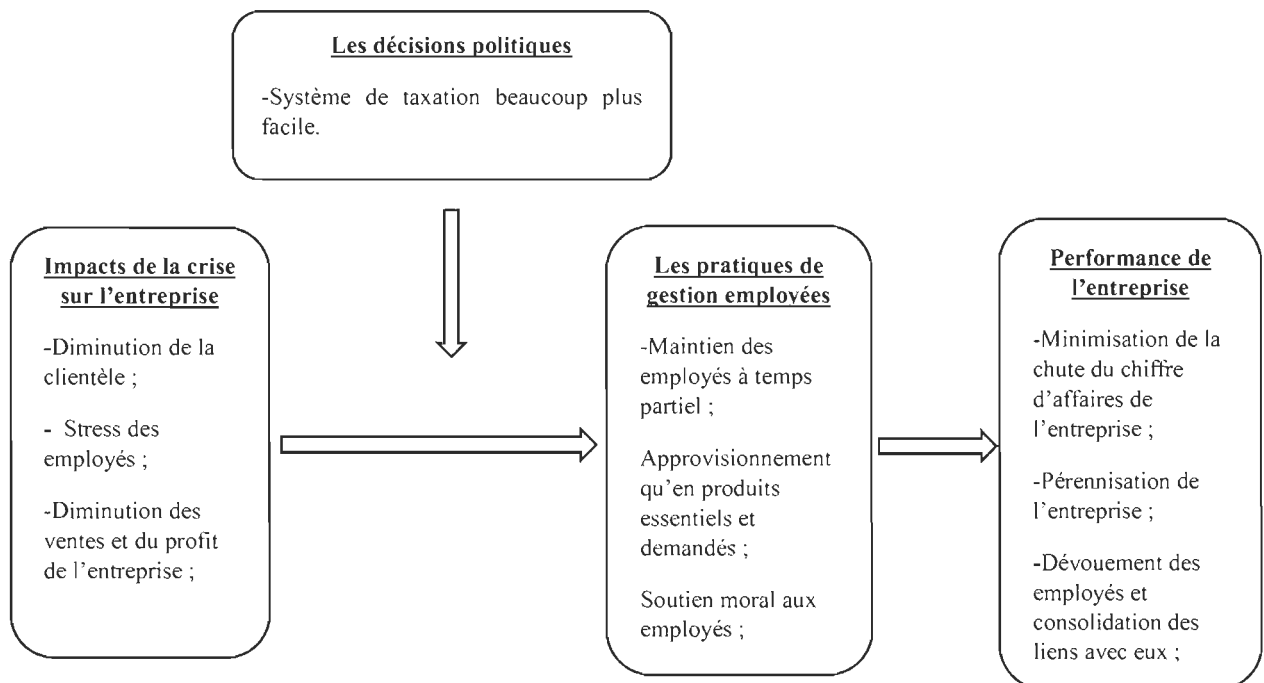 Les décisions politiques
-Système de taxation beaucoup plus
facile.
Impacts de la crise
sur l'entreprise
-Diminution de la
clientèle ;
- Stress des
employés ;
-Diminution des
ventes et du profit
de l'entreprise ;
Les pratiques de
gestion employées
-Maintien des
employés à temps
partiel ;
Approvisionnement
qu'en produits
essentiels et
demandés ;
Soutien moral aux
employés ;
Performance de
l'entreprise
-Minimisation de la
chute du chiffre
d'affaires de
l'entreprise ;
-Pérennisation de
l'entreprise ;
-Dévouement des
employés et
consolidation des
liens avec eux ;